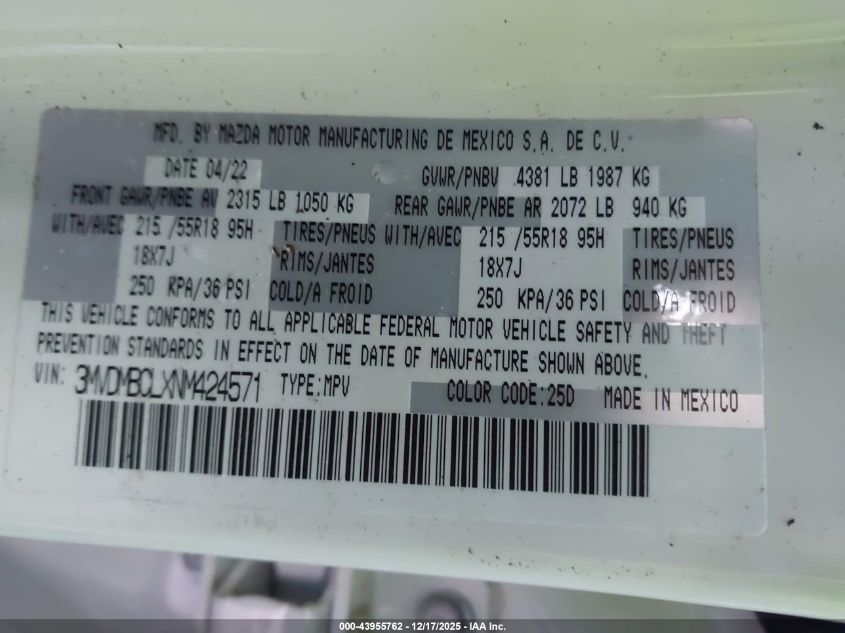 MFD. BY MAZDA MOTOR MANUFACTURING DE MEXICO S.A. DE C.V.
DATE 04/22 GVWR/PNBV 4381 LB 1987 KG
FRONT GAWR/PNBE AV 2315 LB 1050 KG REAR GAWR/PNBE AR 2072 LB 940 KG
WITH/AVEC 215 /55R18 95H TIRES/PNEUS WITH/AVEC 215 /55R18 95H TIRES/PNEUS
18X7J RIMS/JANTES 18X7J RIMS/JANTES
250 KPA/36 PSI COLD/A FROID 250 KPA/36 PSI COLD/A FROID
THIS VEHICLE CONFORMS TO ALL APPLICABLE FEDERAL MOTOR VEHICLE SAFETY AND THEFT
PREVENTION STANDARDS IN EFFECT ON THE DATE OF MANUFACTURE SHOWN ABOVE.
VIN: 3MVDMBCLXNM424571 TYPE:MPV COLOR CODE:25D MADE IN MEXICO
000-43955762 - 12/17/2025 - IAA Inc.